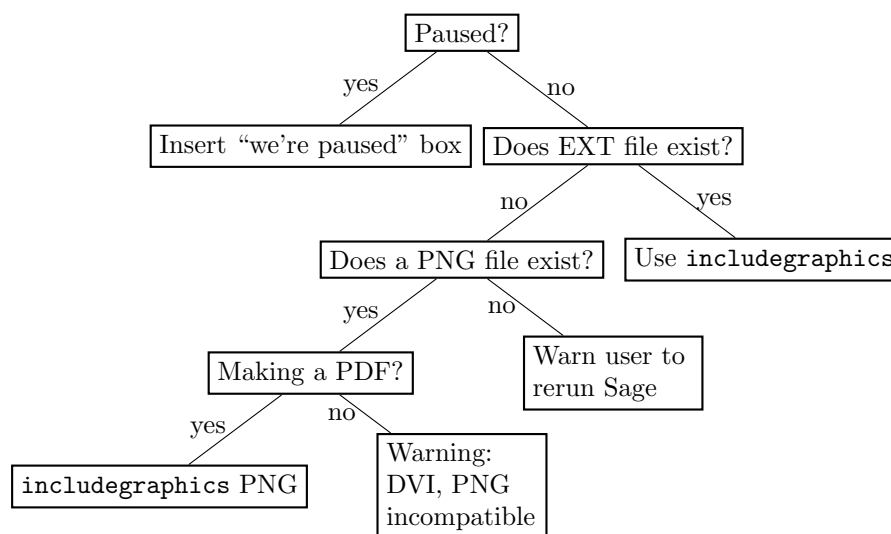 Paused?
yes
no
Insert “we’re paused” box
Does EXT file exist?
no
yes
Does a PNG file exist?
Use includegraphics
yes
no
Making a PDF?
Warn user to
rerun Sage
yes
no
includegraphics PNG
Warning:
DVI, PNG
incompatible